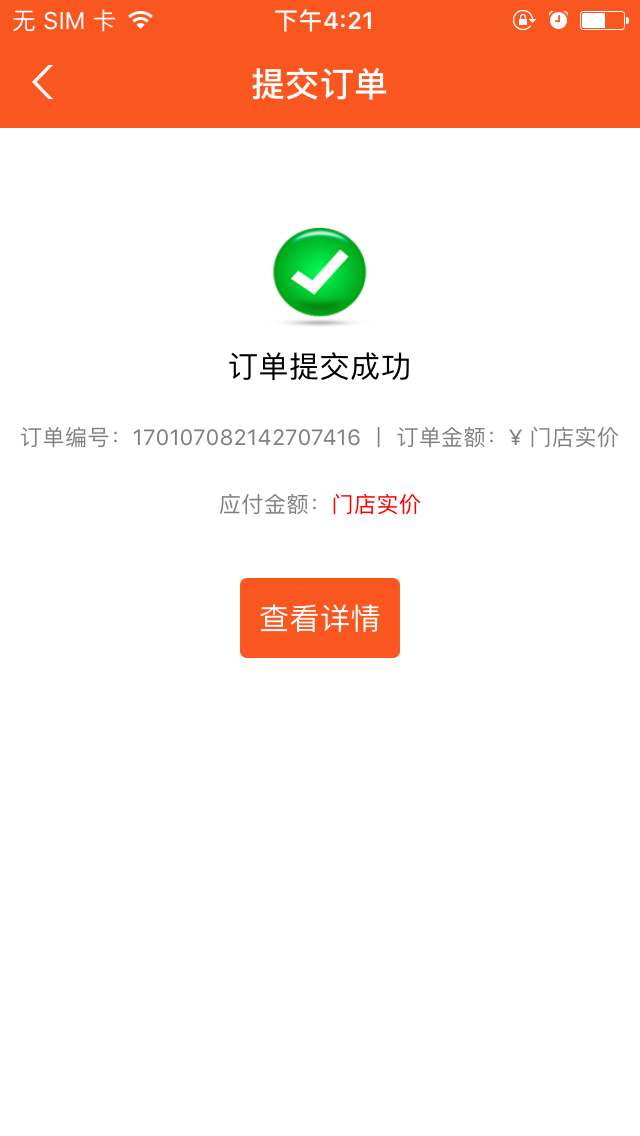 无 SIM 卡 下午4:21
提交订单
订单提交成功
订单编号：170107082142707416 丨 订单金额：¥ 门店实价
应付金额：门店实价
查看详情